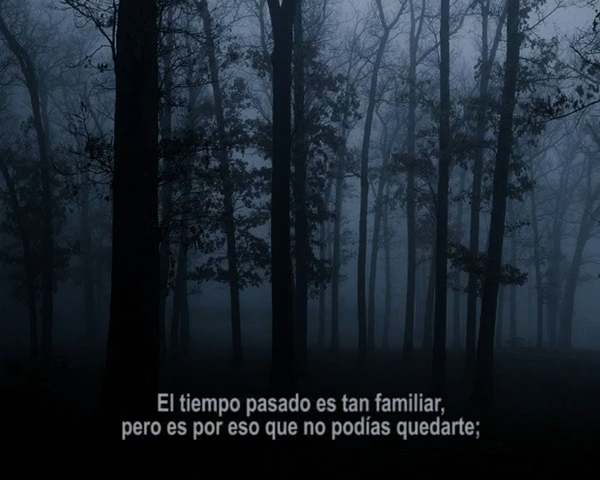 El tiempo pasado es tan familiar,
pero es por eso que no podías quedarte;